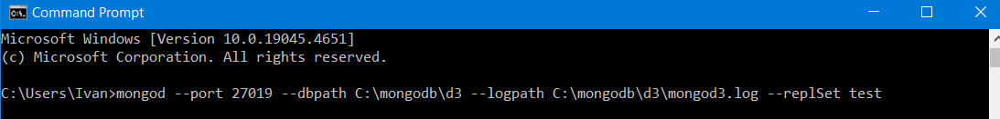 Command Prompt
Microsoft Windows [Version 10.0.19045.4651]
(c) Microsoft Corporation. All rights reserved.
C:\Users\Ivan>mongod --port 27019 --dbpath C:\mongodb\d3 --logpath C:\mongodb\d3\mongod3.log --replSet test